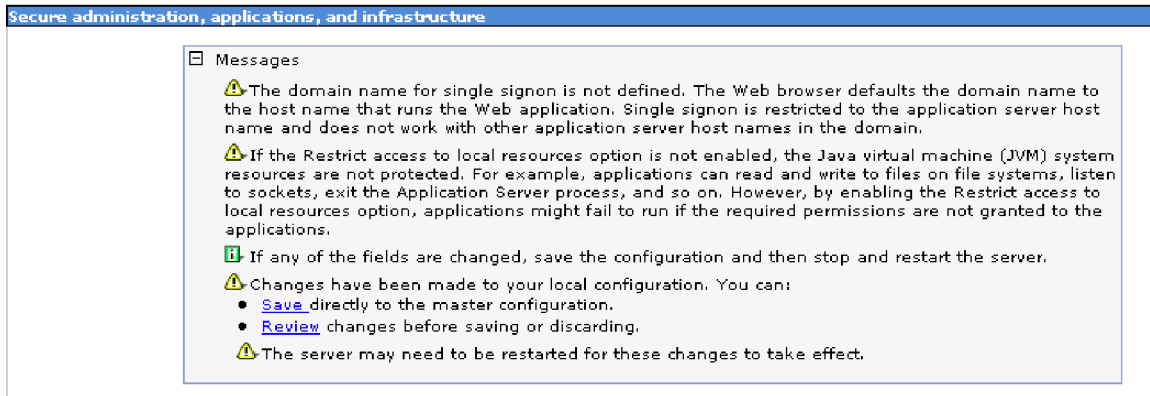 Secure administration, applications, and infrastructure
Messages
The domain name for single signon is not defined. The Web browser defaults the domain name to
the host name that runs the Web application. Single signon is restricted to the application server host
name and does not work with other application server host names in the domain.
If the Restrict access to local resources option is not enabled, the Java virtual machine (JVM) system
resources are not protected. For example, applications can read and write to files on file systems, listen
to sockets, exit the Application Server process, and so on. However, by enabling the Restrict access to
local resources option, applications might fail to run if the required permissions are not granted to the
applications.
If any of the fields are changed, save the configuration and then stop and restart the server.
Changes have been made to your local configuration. You can:
• Save directly to the master configuration.
• Review changes before saving or discarding.
The server may need to be restarted for these changes to take effect.